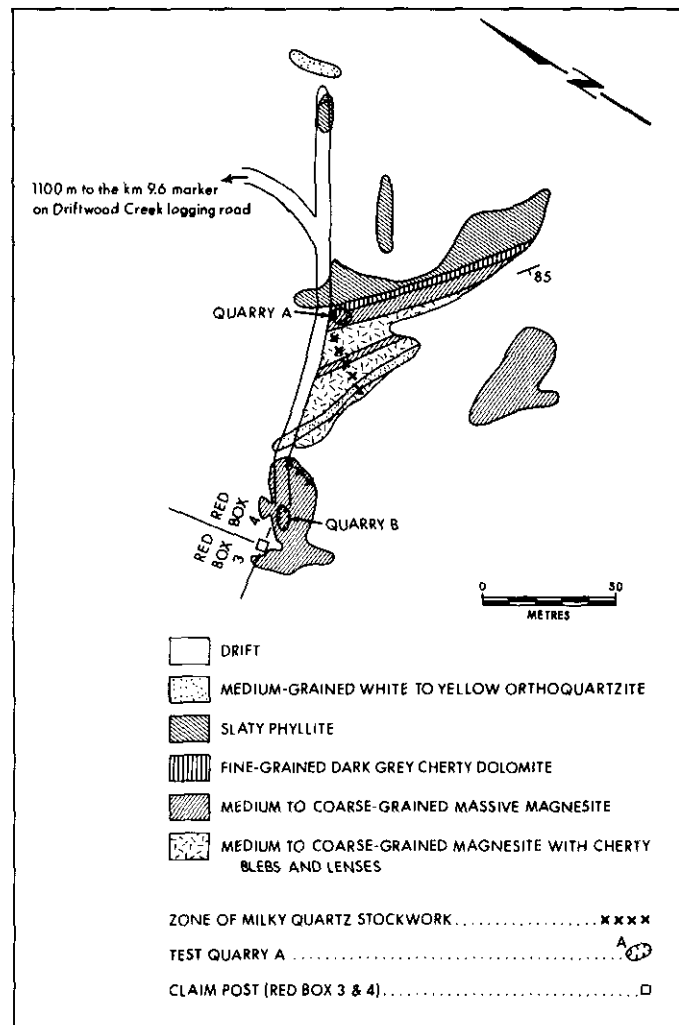 N
1100 m to the km 9.6 marker
on Driftwood Creek logging road
85
QUARRY A
RED BOX 4
QUARRY B
RED BOX 3
0 50
METRES
DRIFT
MEDIUM-GRAINED WHITE TO YELLOW ORTHOQUARTZITE
SLATY PHYLLITE
FINE-GRAINED DARK GREY CHERTY DOLOMITE
MEDIUM TO COARSE-GRAINED MASSIVE MAGNESITE
MEDIUM TO COARSE-GRAINED MAGNESITE WITH CHERTY
BLEBS AND LENSES
ZONE OF MILKY QUARTZ STOCKWORK.................... xxxx
TEST QUARRY A ............................................. A
CLAIM POST (RED BOX 3 & 4)................................